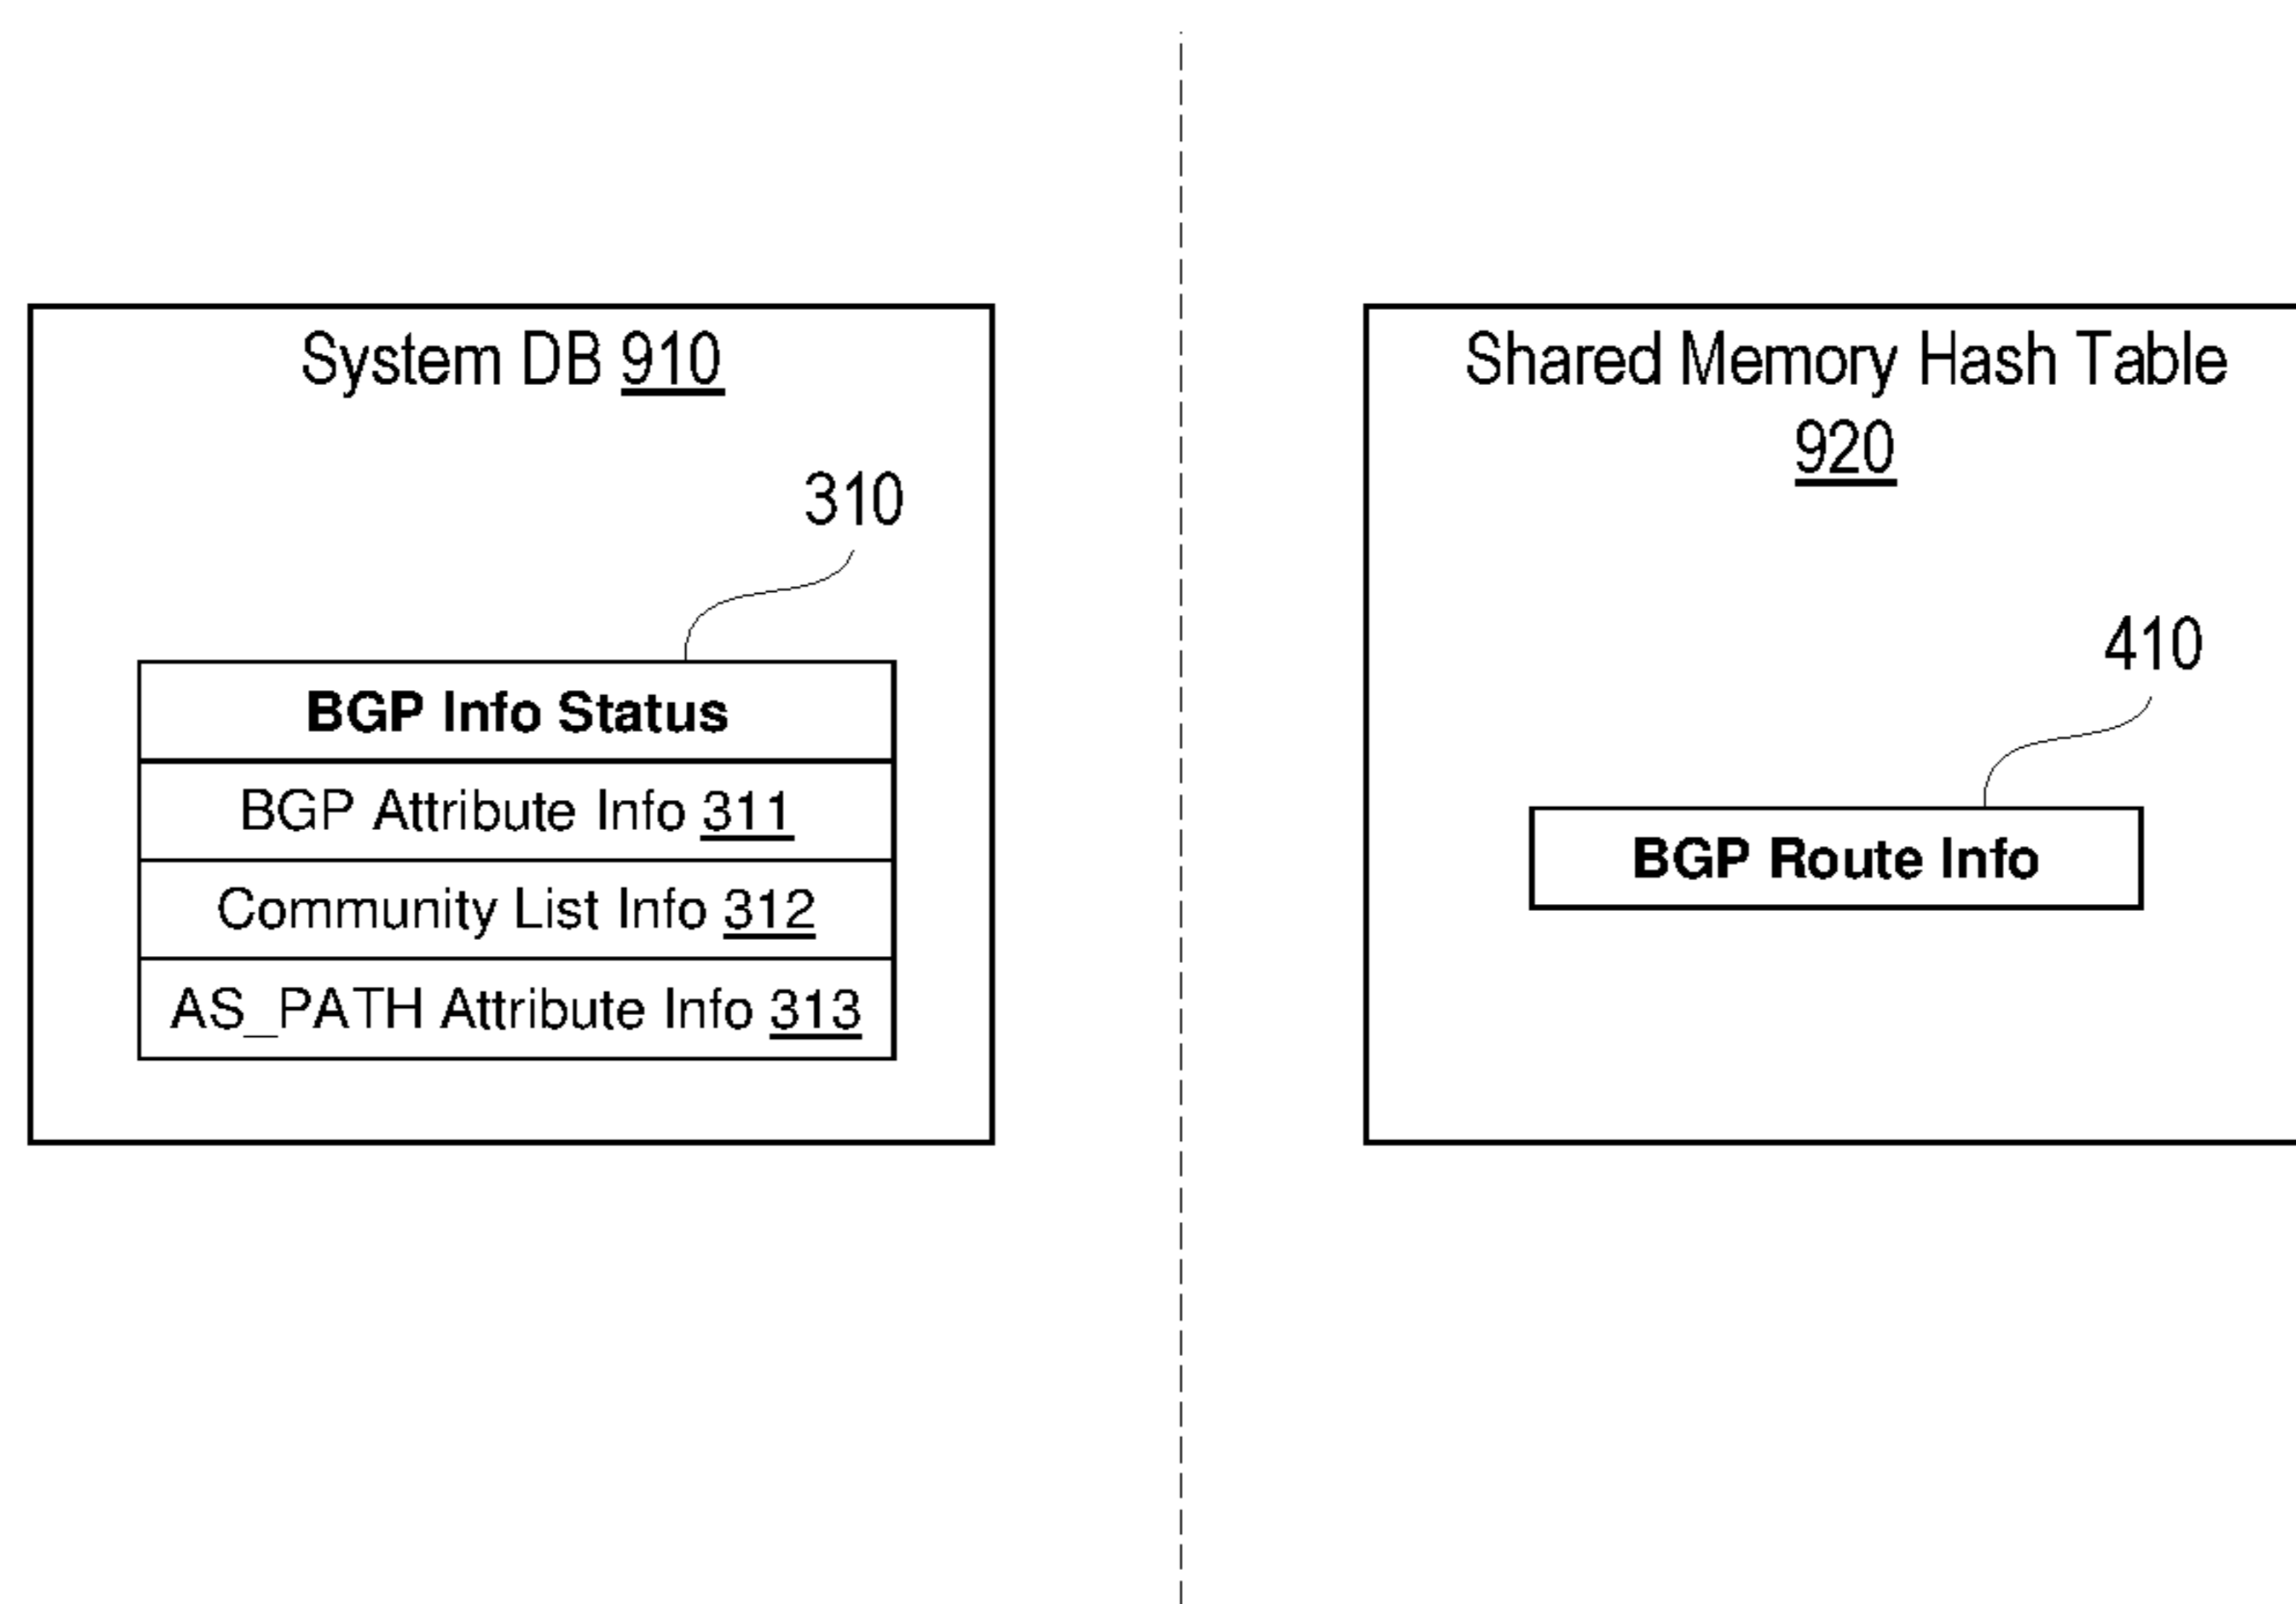 System DB 910
310
BGP Info Status
BGP Attribute Info 311
Community List Info 312
AS_PATH Attribute Info 313
Shared Memory Hash Table
920
410
BGP Route Info